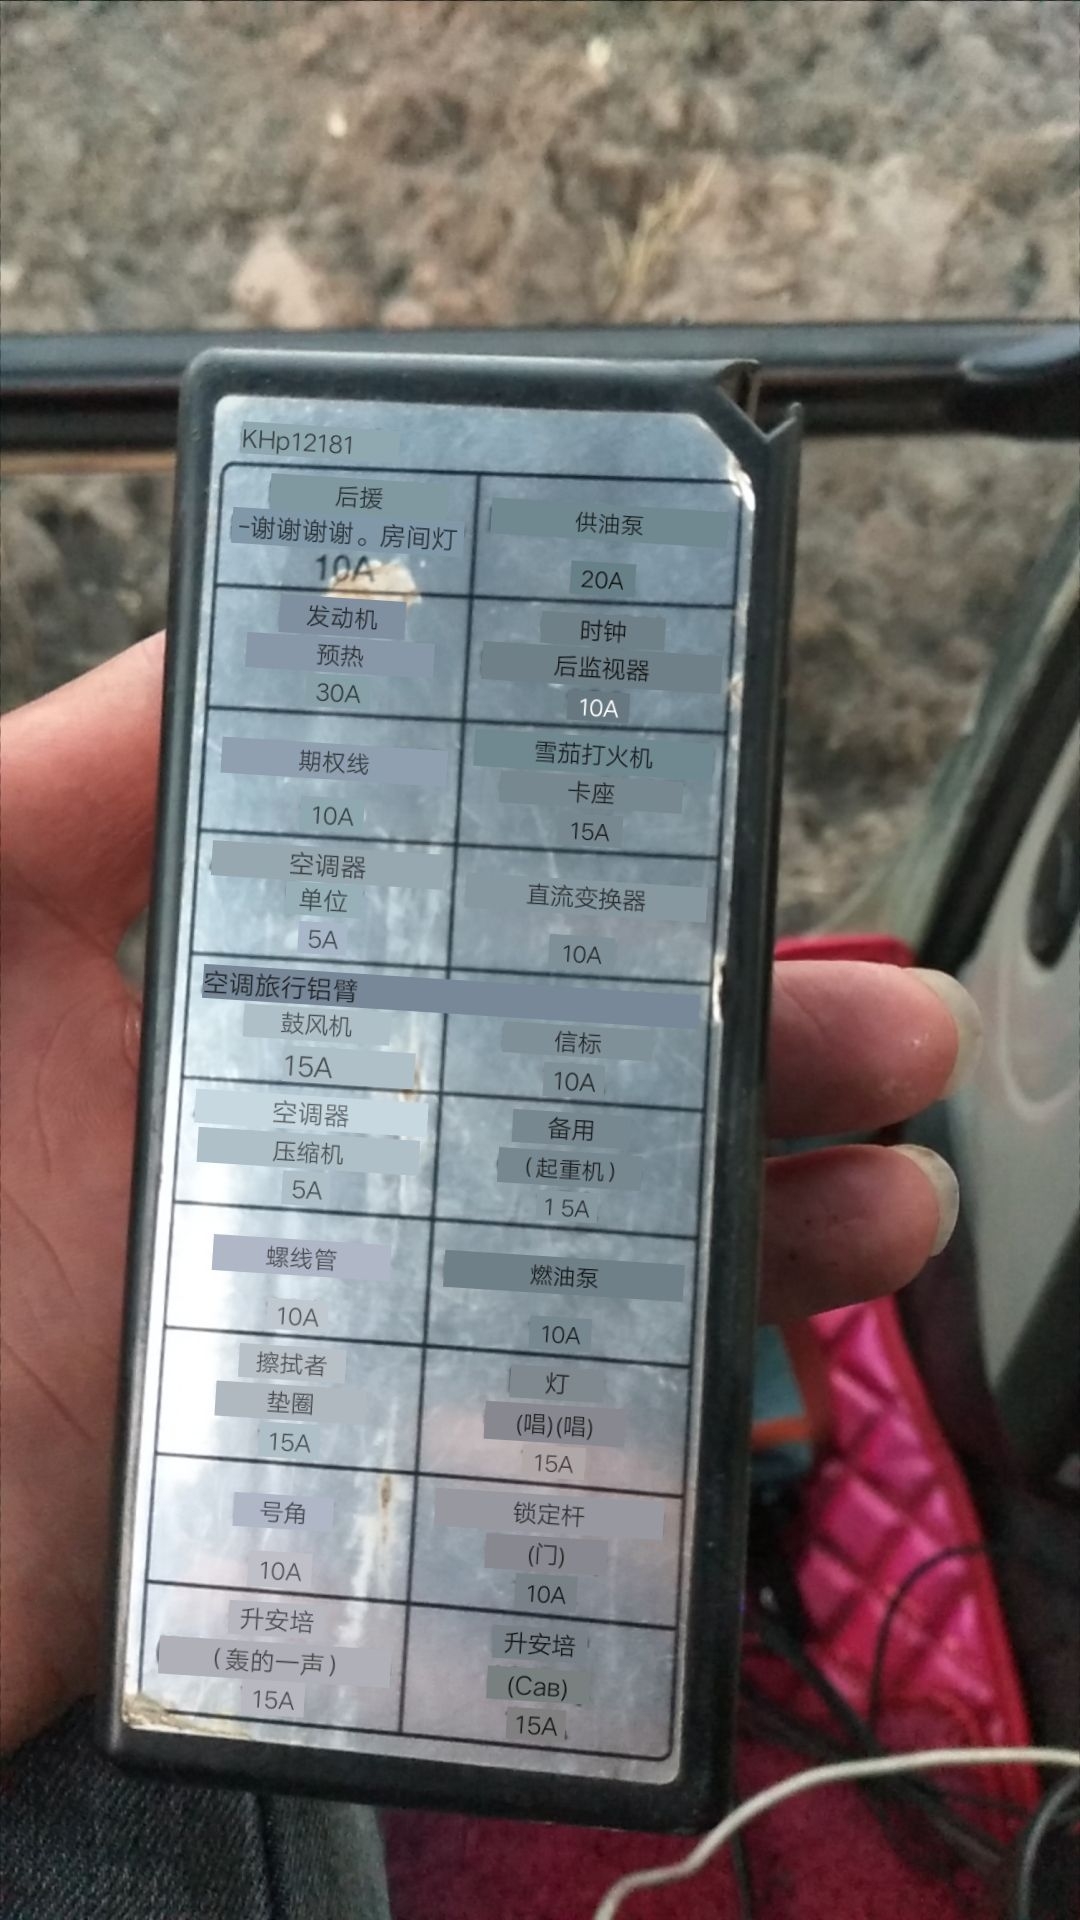 KHp12181
后援
-谢谢谢谢。房间灯
10A
供油泵
20A
发动机
预热
30A
时钟
后监视器
10A
期权线
10A
雪茄打火机
卡座
15A
空调器
单位
5A
直流变换器
10A
空调旅行铝臂
鼓风机
15A
信标
10A
空调器
压缩机
5A
备用
（起重机）
1 5A
螺线管
10A
燃油泵
10A
擦拭者
垫圈
15A
灯
(唱)(唱)
15A
号角
10A
锁定杆
(门)
10A
升安培
（轰的一声）
15A
升安培
(Сав)
15A